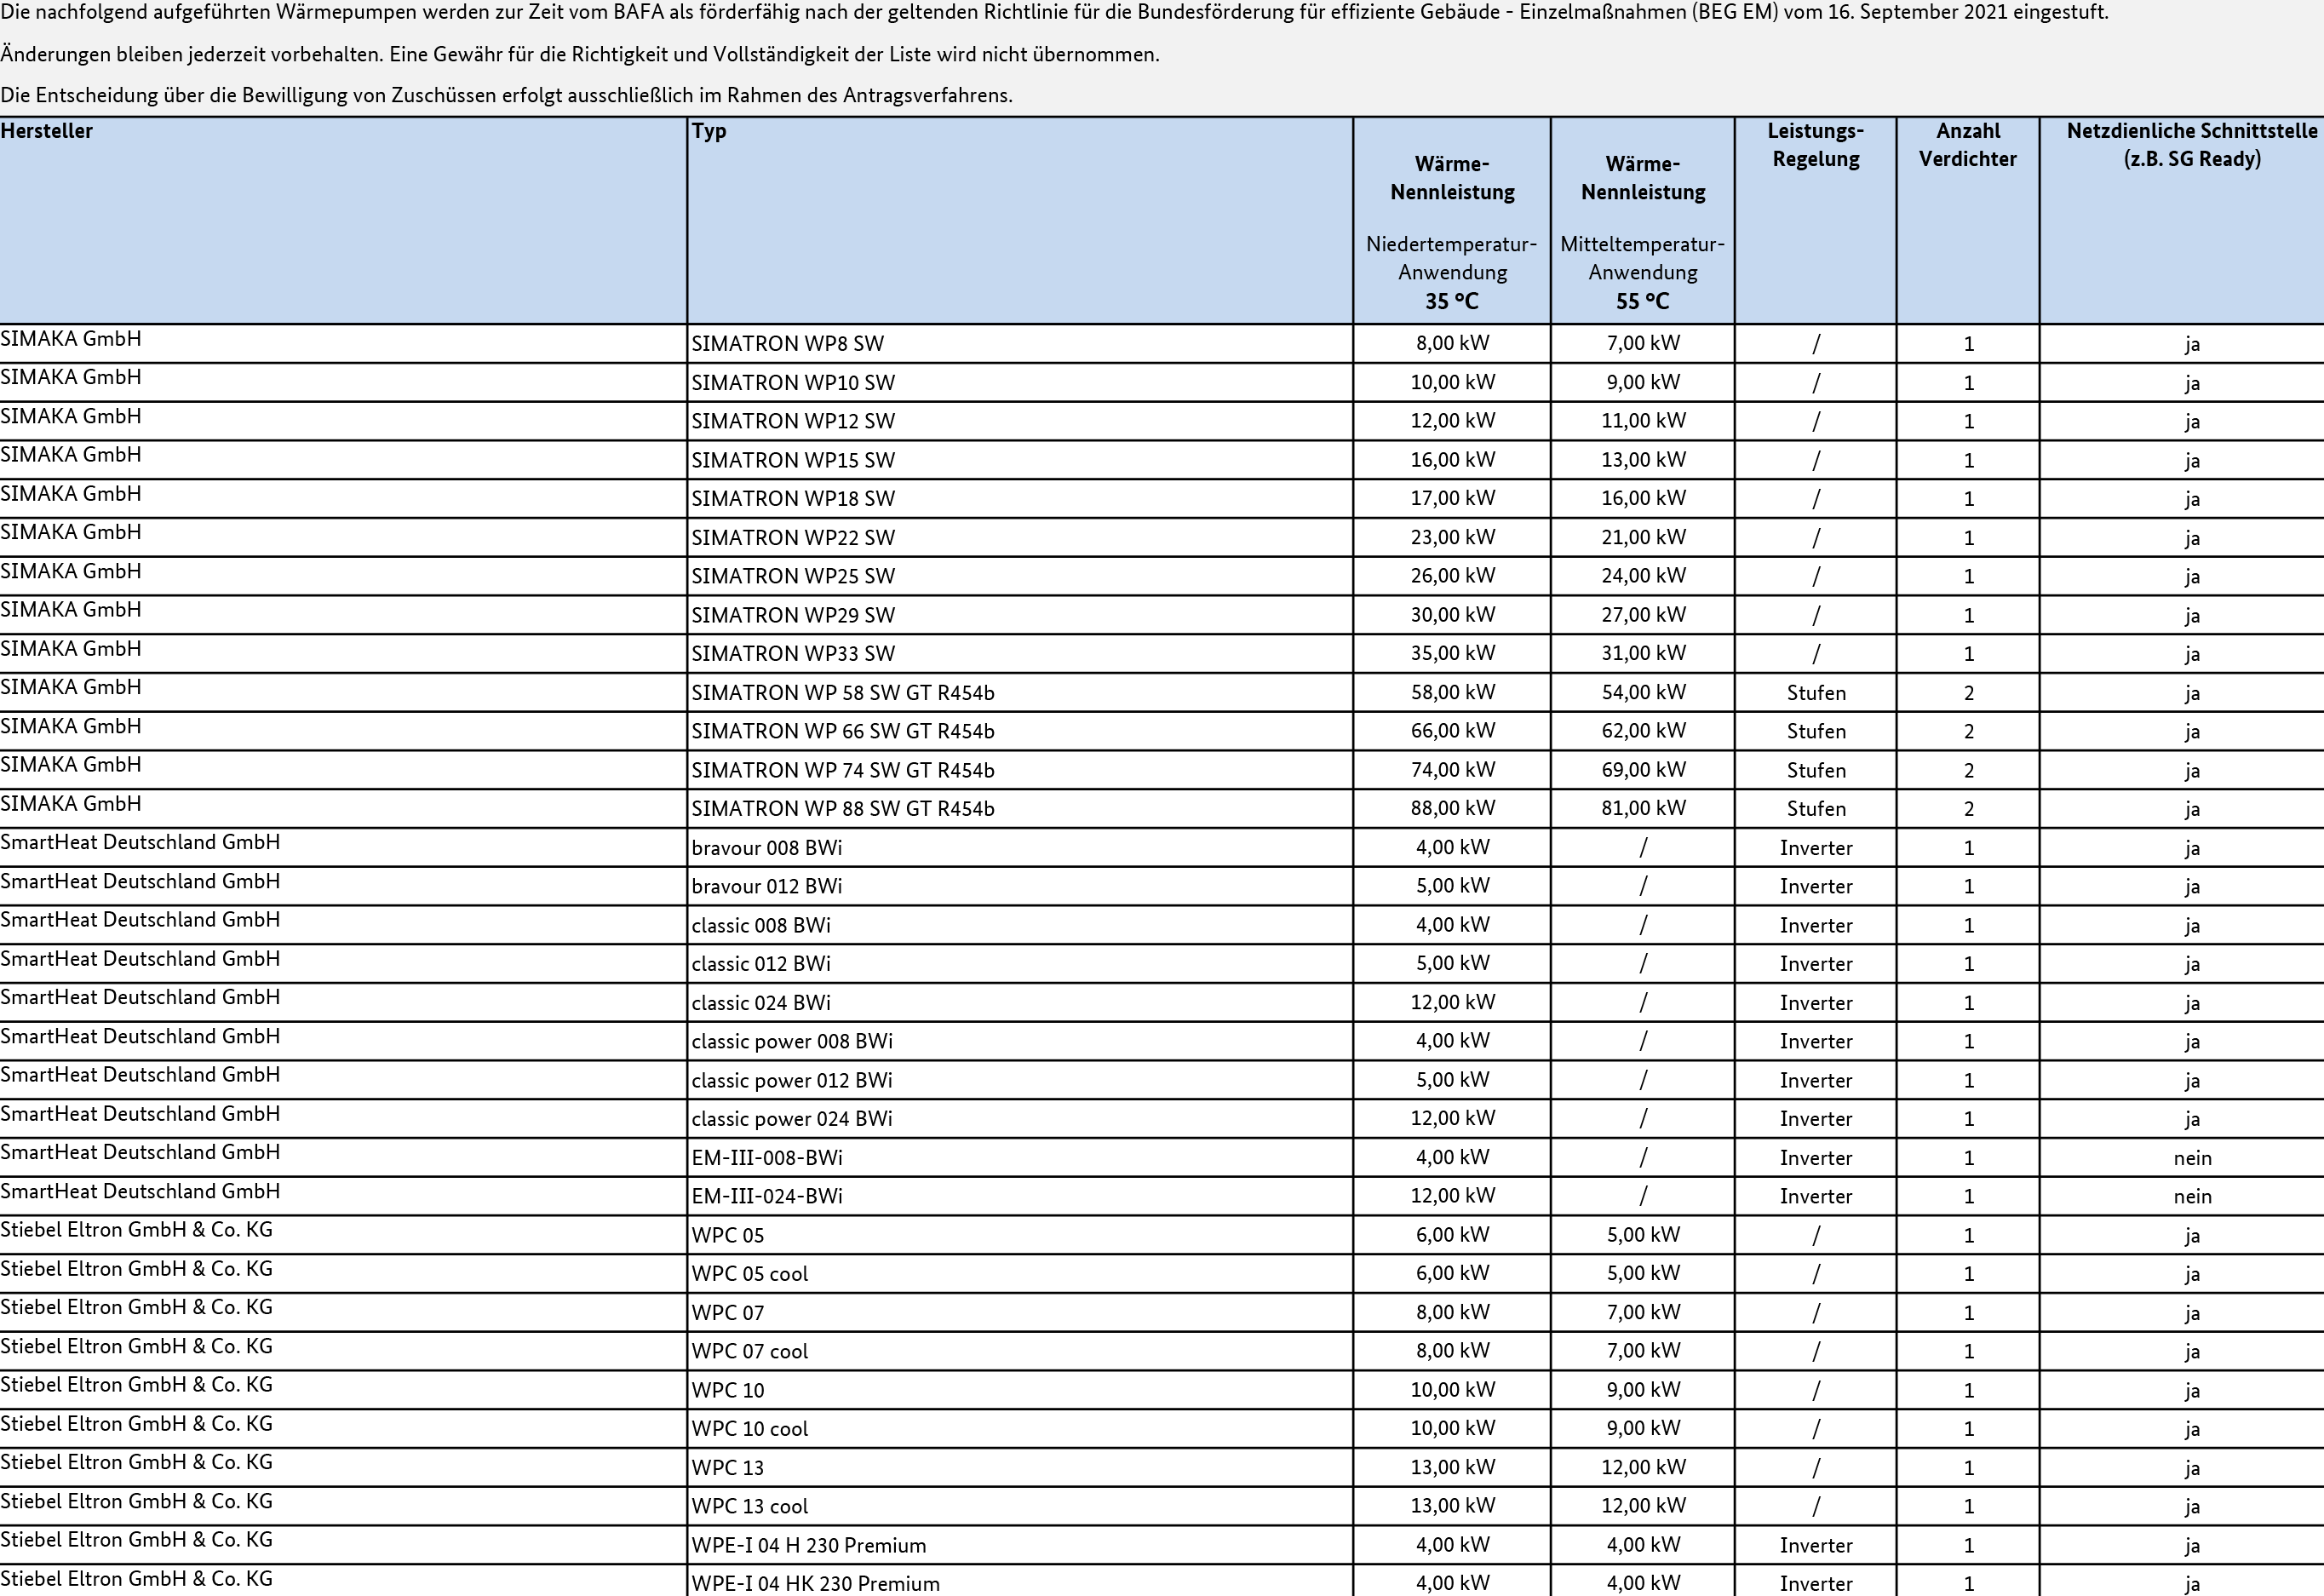 Die nachfolgend aufgeführten Wärmepumpen werden zur Zeit vom BAFA als förderfähig nach der geltenden Richtlinie für die Bundesförderung für effiziente Gebäude - Einzelmaßnahmen (BEG EM) vom 16. September 2021 eingestuft.
Änderungen bleiben jederzeit vorbehalten. Eine Gewähr für die Richtigkeit und Vollständigkeit der Liste wird nicht übernommen.
Die Entscheidung über die Bewilligung von Zuschüssen erfolgt ausschließlich im Rahmen des Antragsverfahrens.
Hersteller Typ Wärme-Nennleistung Niedertemperatur-Anwendung 35 °C Wärme-Nennleistung Mitteltemperatur-Anwendung 55 °C Leistungs-Regelung Anzahl Verdichter Netzdienliche Schnittstelle (z.B. SG Ready)
SIMAKA GmbH SIMATRON WP8 SW 8,00 kW 7,00 kW / 1 ja
SIMAKA GmbH SIMATRON WP10 SW 10,00 kW 9,00 kW / 1 ja
SIMAKA GmbH SIMATRON WP12 SW 12,00 kW 11,00 kW / 1 ja
SIMAKA GmbH SIMATRON WP15 SW 16,00 kW 13,00 kW / 1 ja
SIMAKA GmbH SIMATRON WP18 SW 17,00 kW 16,00 kW / 1 ja
SIMAKA GmbH SIMATRON WP22 SW 23,00 kW 21,00 kW / 1 ja
SIMAKA GmbH SIMATRON WP25 SW 26,00 kW 24,00 kW / 1 ja
SIMAKA GmbH SIMATRON WP29 SW 30,00 kW 27,00 kW / 1 ja
SIMAKA GmbH SIMATRON WP33 SW 35,00 kW 31,00 kW / 1 ja
SIMAKA GmbH SIMATRON WP 58 SW GT R454b 58,00 kW 54,00 kW Stufen 2 ja
SIMAKA GmbH SIMATRON WP 66 SW GT R454b 66,00 kW 62,00 kW Stufen 2 ja
SIMAKA GmbH SIMATRON WP 74 SW GT R454b 74,00 kW 69,00 kW Stufen 2 ja
SIMAKA GmbH SIMATRON WP 88 SW GT R454b 88,00 kW 81,00 kW Stufen 2 ja
SmartHeat Deutschland GmbH bravour 008 BWi 4,00 kW / Inverter 1 ja
SmartHeat Deutschland GmbH bravour 012 BWi 5,00 kW / Inverter 1 ja
SmartHeat Deutschland GmbH classic 008 BWi 4,00 kW / Inverter 1 ja
SmartHeat Deutschland GmbH classic 012 BWi 5,00 kW / Inverter 1 ja
SmartHeat Deutschland GmbH classic 024 BWi 12,00 kW / Inverter 1 ja
SmartHeat Deutschland GmbH classic power 008 BWi 4,00 kW / Inverter 1 ja
SmartHeat Deutschland GmbH classic power 012 BWi 5,00 kW / Inverter 1 ja
SmartHeat Deutschland GmbH classic power 024 BWi 12,00 kW / Inverter 1 ja
SmartHeat Deutschland GmbH EM-III-008-BWi 4,00 kW / Inverter 1 nein
SmartHeat Deutschland GmbH EM-III-024-BWi 12,00 kW / Inverter 1 nein
Stiebel Eltron GmbH & Co. KG WPC 05 6,00 kW 5,00 kW / 1 ja
Stiebel Eltron GmbH & Co. KG WPC 05 cool 6,00 kW 5,00 kW / 1 ja
Stiebel Eltron GmbH & Co. KG WPC 07 8,00 kW 7,00 kW / 1 ja
Stiebel Eltron GmbH & Co. KG WPC 07 cool 8,00 kW 7,00 kW / 1 ja
Stiebel Eltron GmbH & Co. KG WPC 10 10,00 kW 9,00 kW / 1 ja
Stiebel Eltron GmbH & Co. KG WPC 10 cool 10,00 kW 9,00 kW / 1 ja
Stiebel Eltron GmbH & Co. KG WPC 13 13,00 kW 12,00 kW / 1 ja
Stiebel Eltron GmbH & Co. KG WPC 13 cool 13,00 kW 12,00 kW / 1 ja
Stiebel Eltron GmbH & Co. KG WPE-I 04 H 230 Premium 4,00 kW 4,00 kW Inverter 1 ja
Stiebel Eltron GmbH & Co. KG WPE-I 04 HK 230 Premium 4,00 kW 4,00 kW Inverter 1 ja